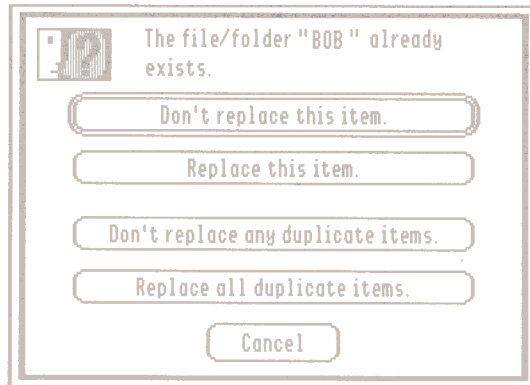 The file/folder "BOB" already
exists.
Don't replace this item.
Replace this item.
Don't replace any duplicate items.
Replace all duplicate items.
Cancel